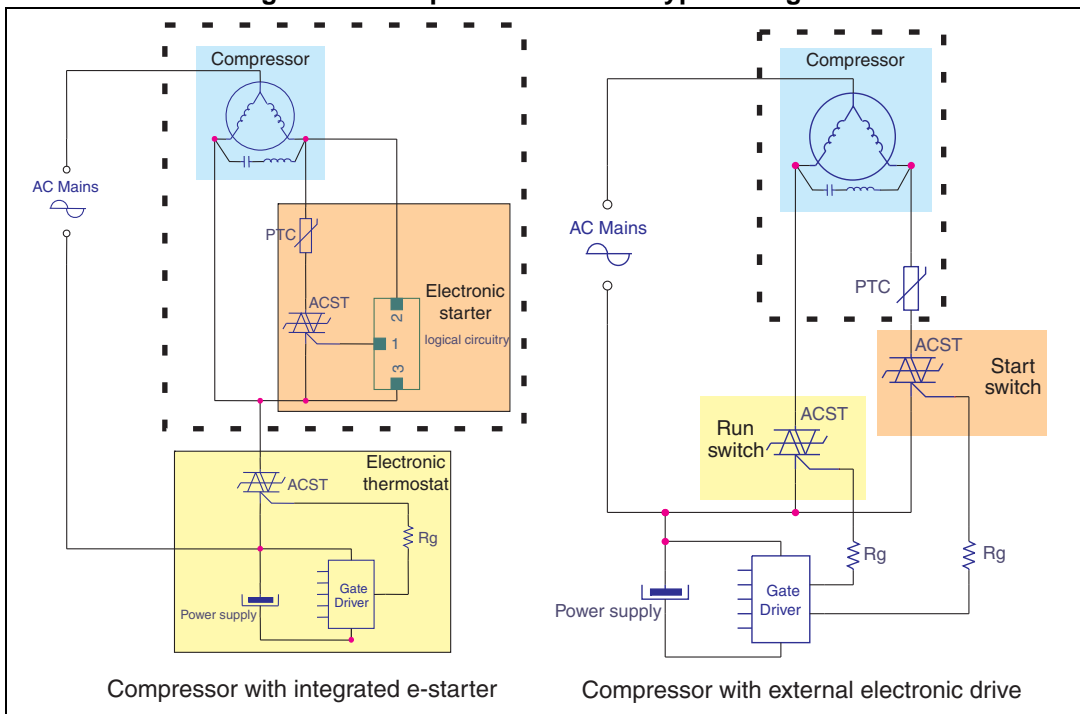 Compressor
AC Mains
PTC
ACST
Electronic
starter
logical circuitry
2
1
3
Electronic
thermostat
ACST
Rg
Gate
Driver
Power supply
Compressor with integrated e-starter
Compressor
AC Mains
PTC
ACST
Start
switch
ACST
Run
switch
Rg
Rg
Gate
Driver
Power supply
Compressor with external electronic drive